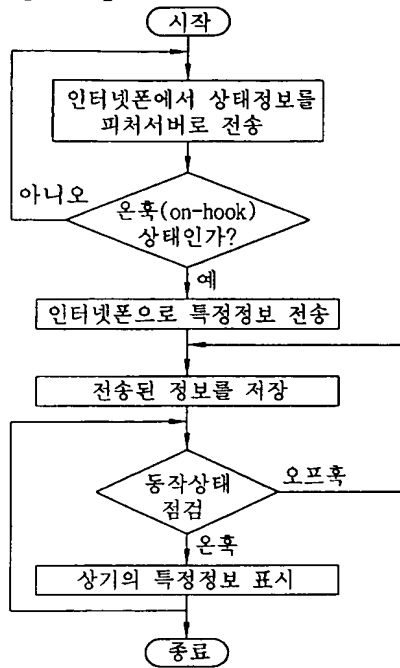 시작
인터넷폰에서 상태정보를
피처서버로 전송
아니오
온훅(on-hook)
상태인가?
예
인터넷폰으로 특정정보 전송
전송된 정보를 저장
동작상태
점검
오프훅
온훅
상기의 특정정보 표시
종료